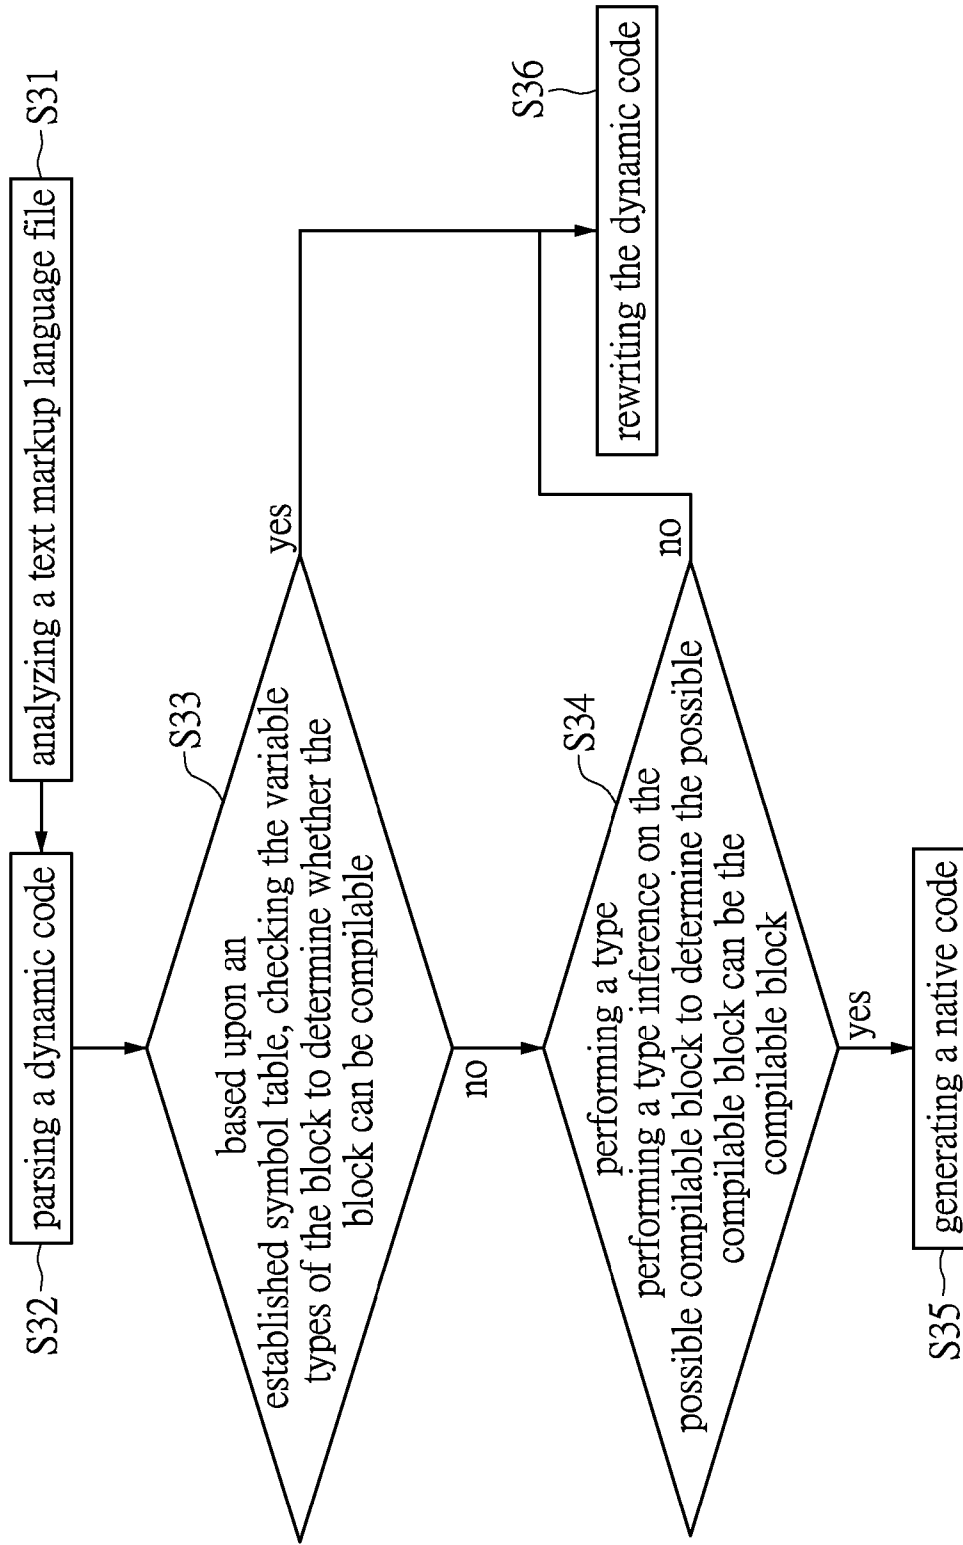 analyzing a text markup language file
S31
S32
parsing a dynamic code
S33
based upon an
established symbol table, checking the variable
types of the block to determine whether the
block can be compilable
yes
no
S34
performing a type
performing a type inference on the
possible compilable block to determine the possible
compilable block can be the
compilable block
no
yes
S36
rewriting the dynamic code
S35
generating a native code